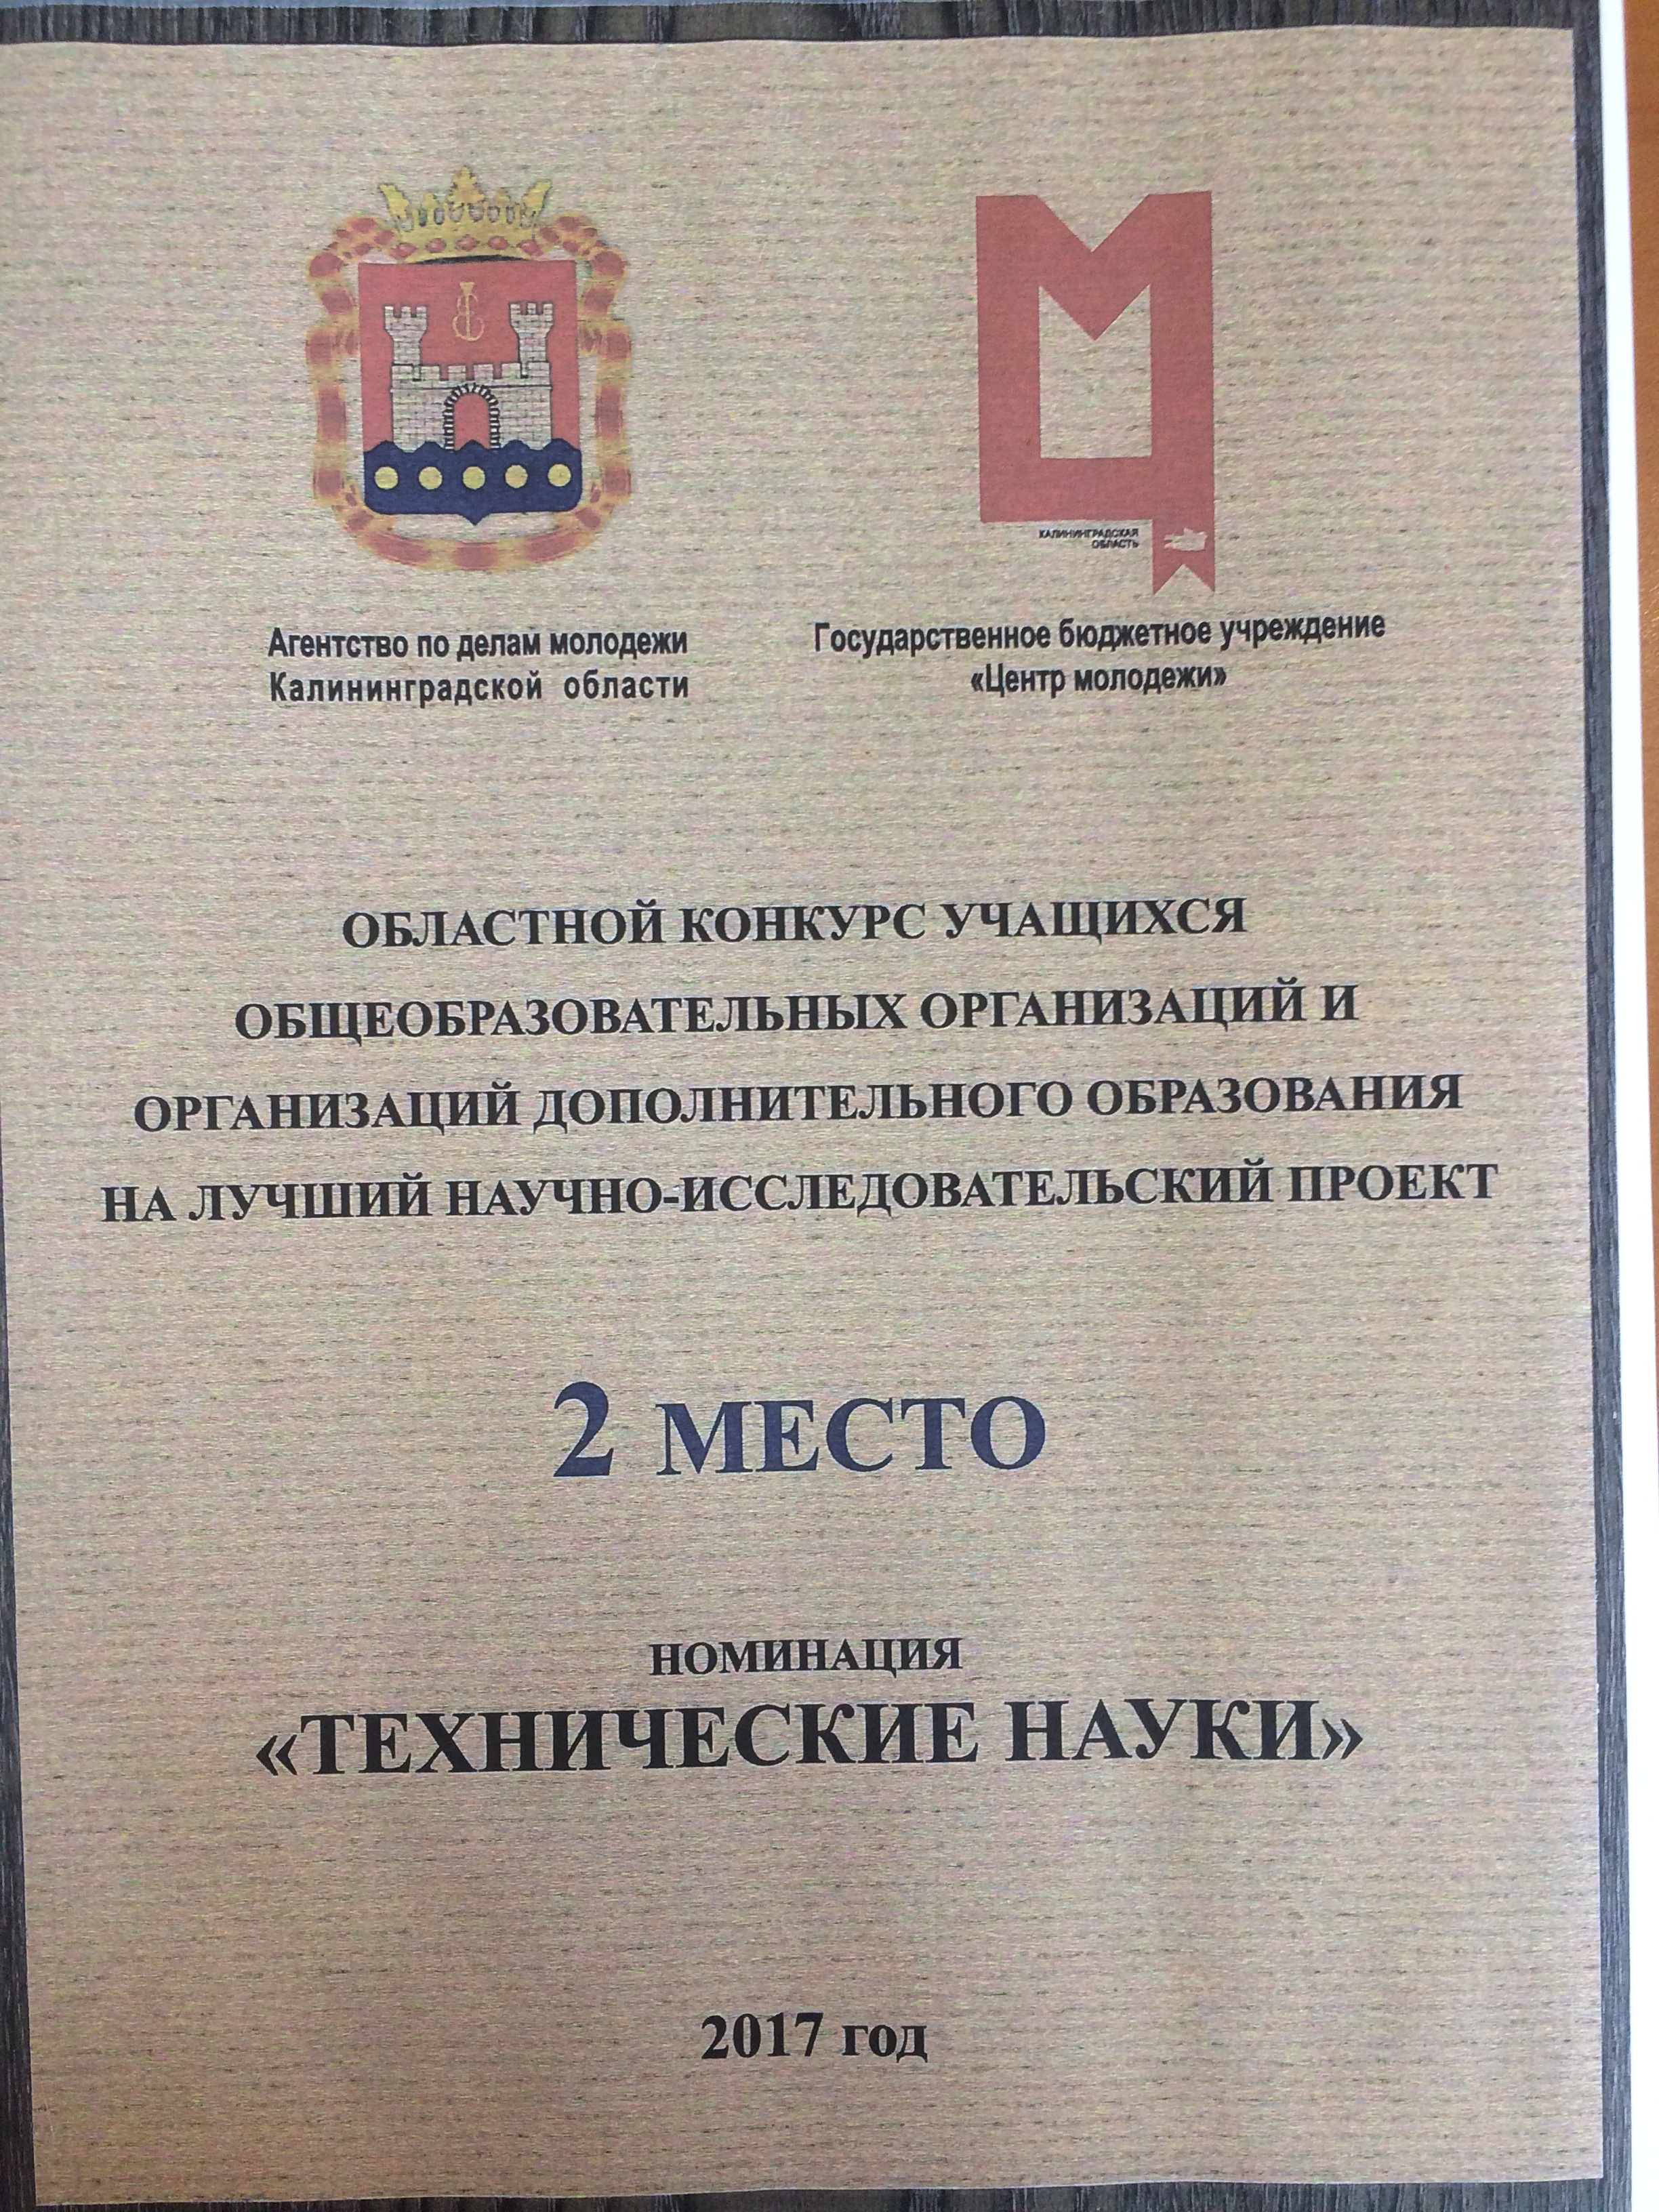 КАЛИНИНГРАДСКАЯ
ОБЛАСТЬ
Агентство по делам молодежи
Калининградской области
Государственное бюджетное учреждение
«Центр молодежи»
ОБЛАСТНОЙ КОНКУРС УЧАЩИХСЯ
ОБЩЕОБРАЗОВАТЕЛЬНЫХ ОРГАНИЗАЦИЙ И
ОРГАНИЗАЦИЙ ДОПОЛНИТЕЛЬНОГО ОБРАЗОВАНИЯ
НА ЛУЧШИЙ НАУЧНО-ИССЛЕДОВАТЕЛЬСКИЙ ПРОЕКТ
2 МЕСТО
НОМИНАЦИЯ
«ТЕХНИЧЕСКИЕ НАУКИ»
2017 год